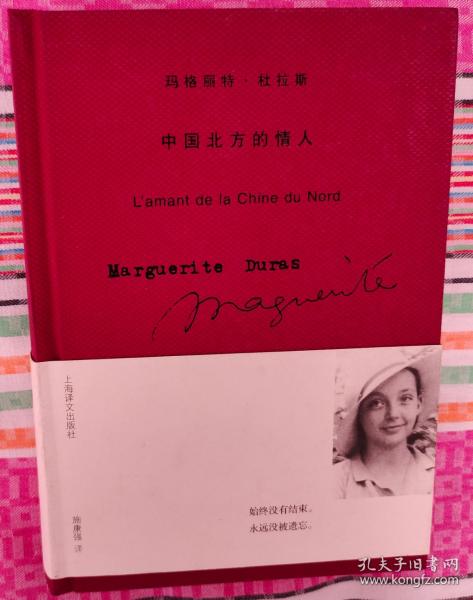 玛格丽特·杜拉斯
中国北方的情人
L'amant de la Chine du Nord
Marguerite Duras
Marguerite
上海译文出版社
施康强 译
始终没有结束。
永远没被遗忘。
孔夫子旧书网
www.kongfz.com